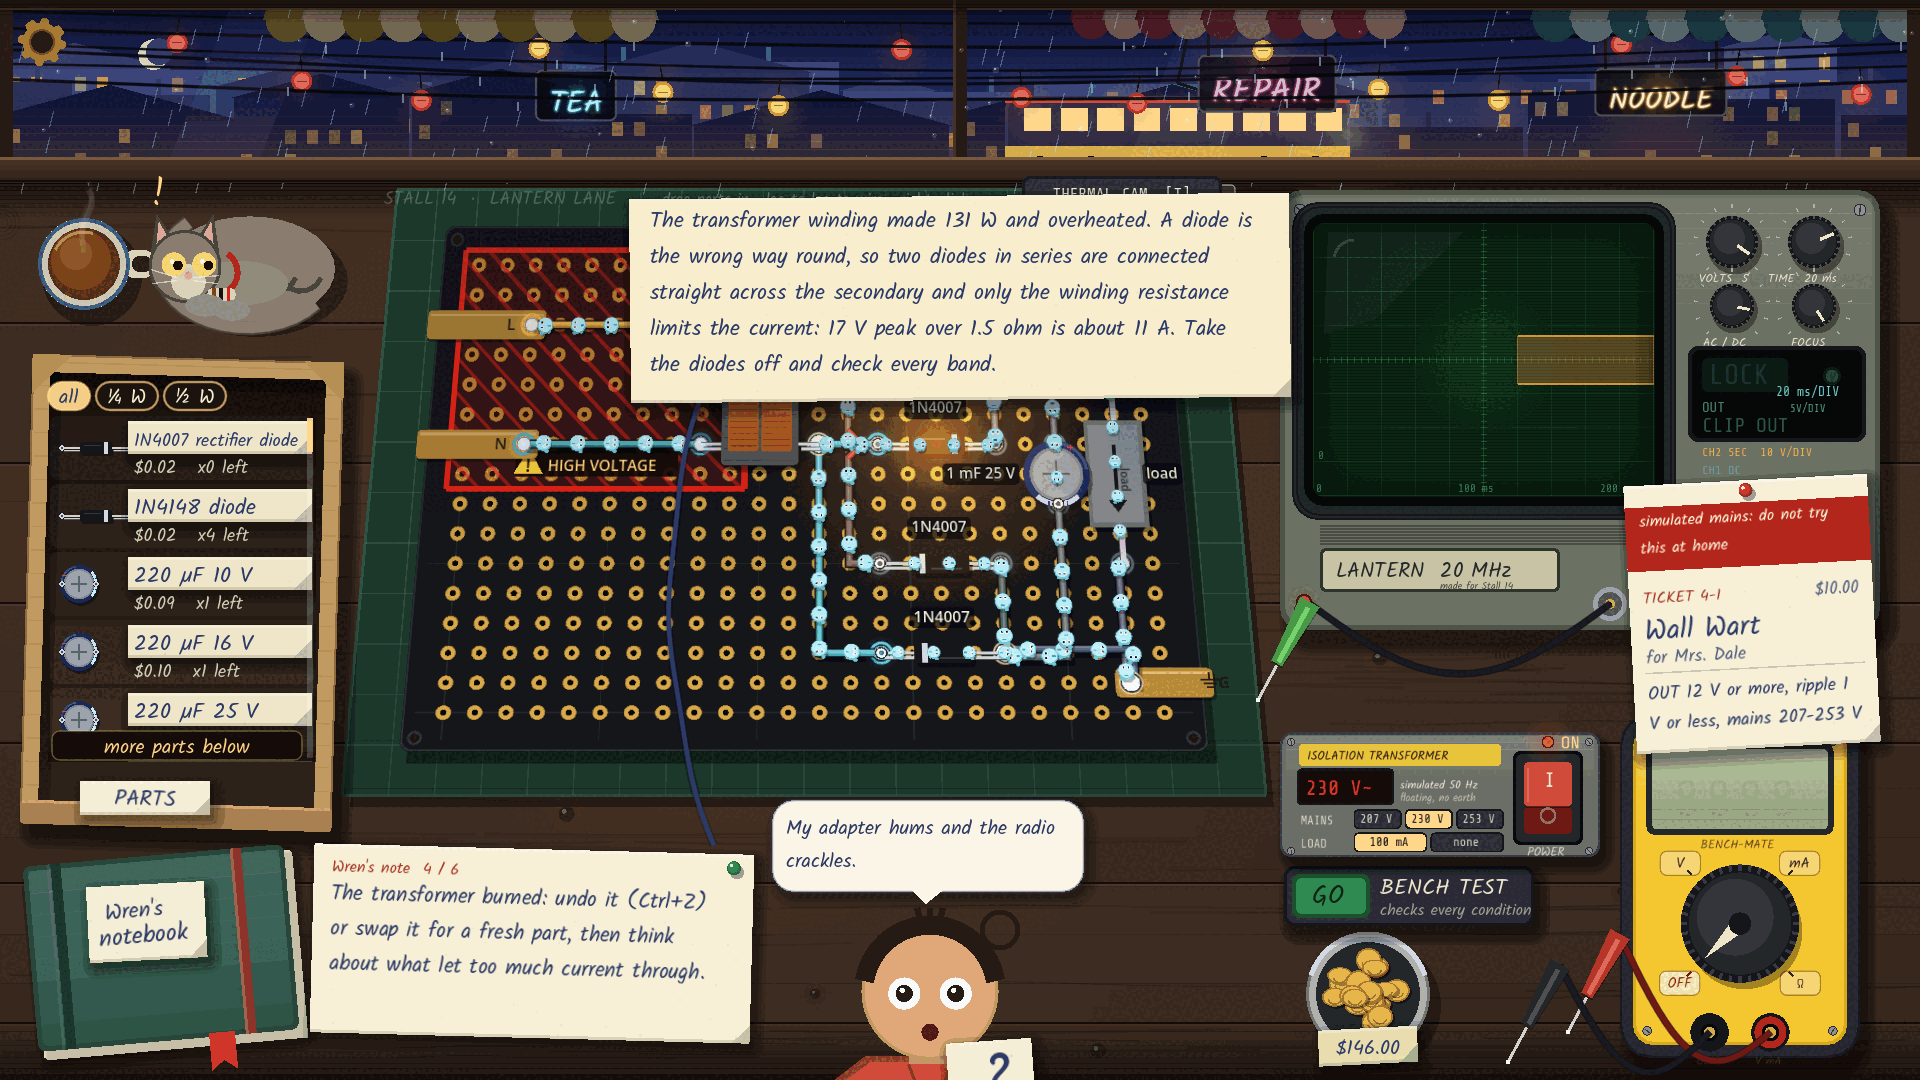 TEA
REPAIR
NOODLE
STALL 14 · LANTERN LANE
THERMAL CAM [T]
The transformer winding made 131 W and overheated. A diode is
the wrong way round, so two diodes in series are connected
straight across the secondary and only the winding resistance
limits the current: 17 V peak over 1.5 ohm is about 11 A. Take
the diodes off and check every band.
L
N
HIGH VOLTAGE
1N4007
1 mF 25 V
load
load
1N4007
1N4007
G
all
¼ W
½ W
1N4007 rectifier diode
$0.02 x0 left
1N4148 diode
$0.02 x4 left
220 µF 10 V
$0.09 x1 left
220 µF 16 V
$0.10 x1 left
220 µF 25 V
more parts below
PARTS
Wren's
notebook
Wren's note 4 / 6
The transformer burned: undo it (Ctrl+Z)
or swap it for a fresh part, then think
about what let too much current through.
My adapter hums and the radio
crackles.
2
VOLTS 5
TIME 20 ms
AC / DC
FOCUS
LOCK
20 ms/DIV
OUT 5V/DIV
CLIP OUT
CH2 SEC 10 V/DIV
CH1 DC
0
0
100 ms
200
LANTERN 20 MHz
made for Stall 14
simulated mains: do not try
this at home
TICKET 4-1 $10.00
Wall Wart
for Mrs. Dale
OUT 12 V or more, ripple 1
V or less, mains 207-253 V
ISOLATION TRANSFORMER
ON
230 V~
simulated 50 Hz
floating, no earth
MAINS 207 V 230 V 253 V
LOAD 100 mA none
I
POWER
GO
BENCH TEST
checks every condition
$146.00
BENCH-MATE
V
mA
OFF
Ω
V mA